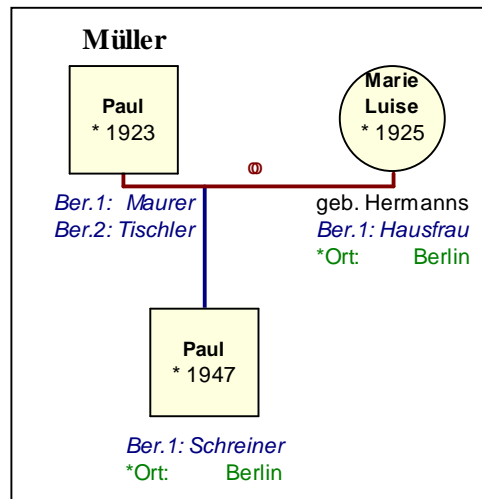 Müller
Paul
* 1923
Marie
Luise
* 1925
ꝏ
Ber.1: Maurer
Ber.2: Tischler
geb. Hermanns
Ber.1: Hausfrau
*Ort: Berlin
Paul
* 1947
Ber.1: Schreiner
*Ort: Berlin